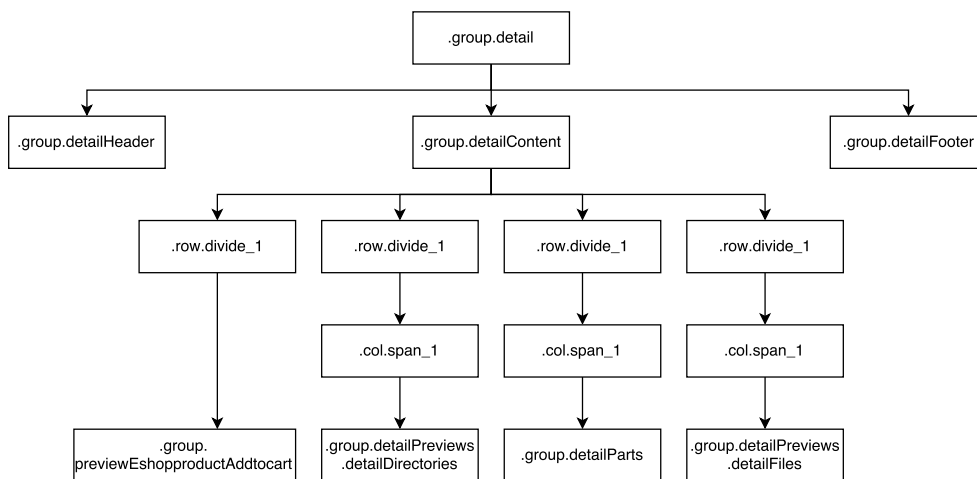 .group.detail
.group.detailHeader
.group.detailContent
.group.detailFooter
.row.divide_1
.row.divide_1
.row.divide_1
.row.divide_1
.col.span_1
.col.span_1
.col.span_1
.group.
previewEshopproductAddtocart
.group.detailPreviews
.detailDirectories
.group.detailParts
.group.detailPreviews
.detailFiles